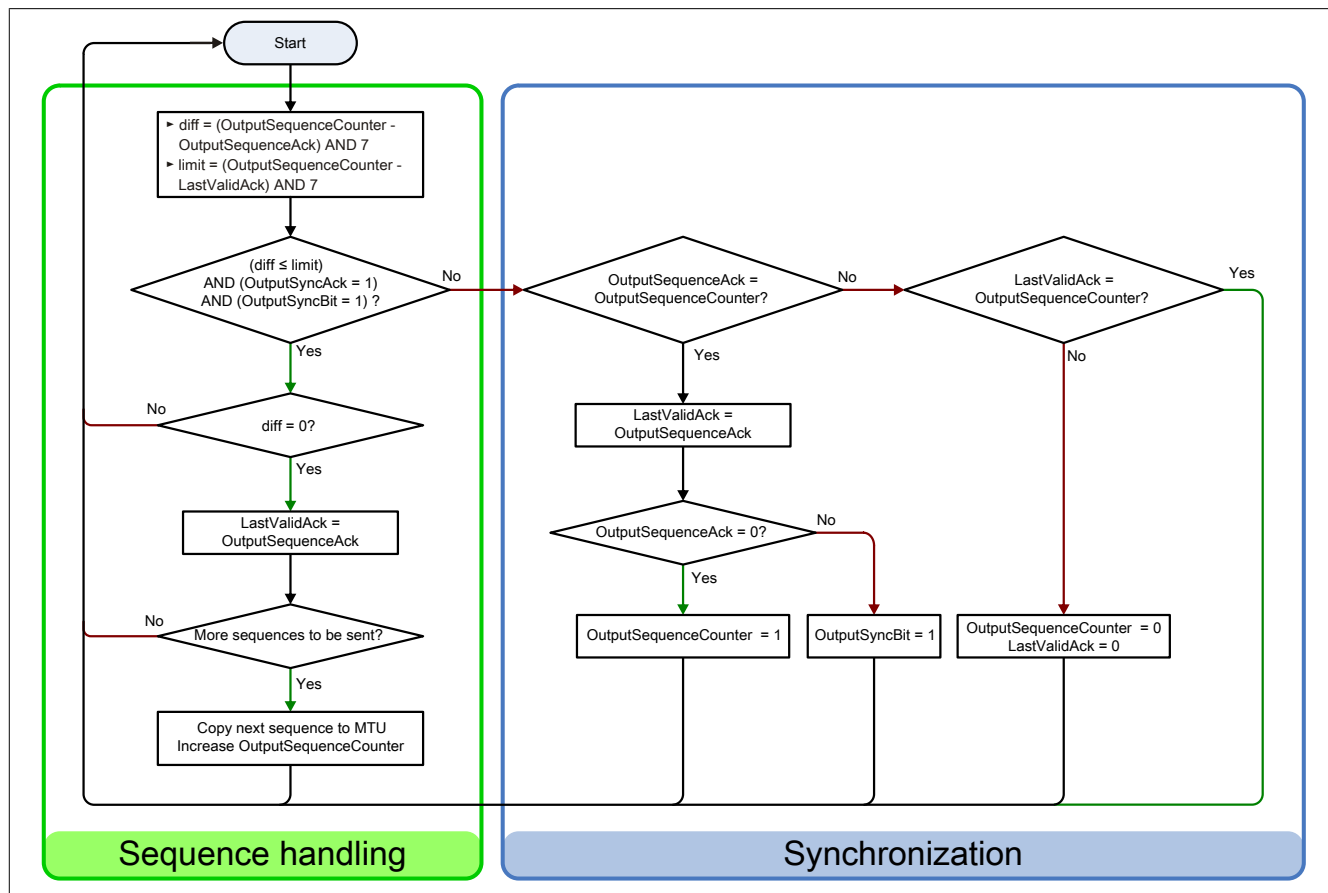 Start
► diff = (OutputSequenceCounter -
OutputSequenceAck) AND 7
► limit = (OutputSequenceCounter -
LastValidAck) AND 7
(diff ≤ limit)
AND (OutputSyncAck = 1)
AND (OutputSyncBit = 1) ?
No
Yes
diff = 0?
No
Yes
LastValidAck =
OutputSequenceAck
More sequences to be sent?
No
Yes
Copy next sequence to MTU
Increase OutputSequenceCounter
Sequence handling
OutputSequenceAck =
OutputSequenceCounter?
No
Yes
LastValidAck =
OutputSequenceAck
OutputSequenceAck = 0?
No
Yes
OutputSequenceCounter = 1
OutputSyncBit = 1
LastValidAck =
OutputSequenceCounter?
Yes
No
OutputSequenceCounter = 0
LastValidAck = 0
Synchronization